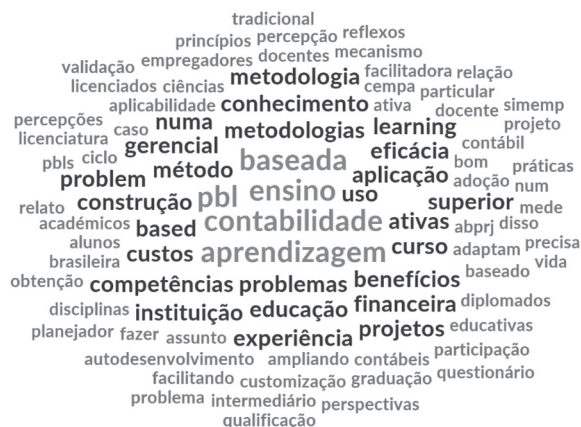 tradicional
princípios percepção reflexos
validação empregadores docentes mecanismo
licenciados ciências metodologia facilitadora relação
aplicabilidade conhecimento ativa cempa particular
percepções caso numa metodologias learning docente simemp
licenciatura gerencial eficácia contábil projeto
pbls ciclo método baseada aplicação bom práticas
problem pbl ensino uso adoção num
relato construção contabilidade superior mede
académicos based ativas abprj disso
alunos custos aprendizagem curso adaptam precisa
brasileira vida
obtenção competências problemas benefícios baseado
disciplinas instituição educação financeira diplomados
planejador fazer assunto experiência projetos educativas
autodesenvolvimento ampliando contábeis participação
facilitando customização graduação questionário
problema intermediário perspectivas
qualificação